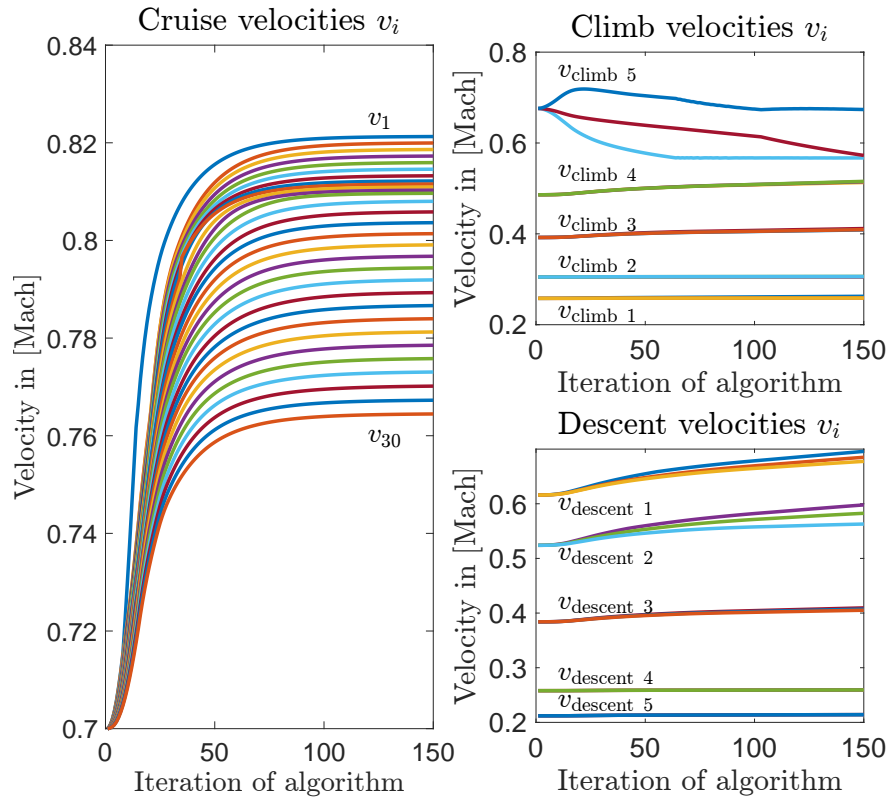 Cruise velocities v_i
Velocity in [Mach]
0.84
0.82
0.8
0.78
0.76
0.74
0.72
0.7
v_1
v_30
0
50
100
150
Iteration of algorithm
Climb velocities v_i
Velocity in [Mach]
0.8
0.6
0.4
0.2
v_climb 5
v_climb 4
v_climb 3
v_climb 2
v_climb 1
0
50
100
150
Iteration of algorithm
Descent velocities v_i
Velocity in [Mach]
0.6
0.5
0.4
0.3
0.2
v_descent 1
v_descent 2
v_descent 3
v_descent 4
v_descent 5
0
50
100
150
Iteration of algorithm